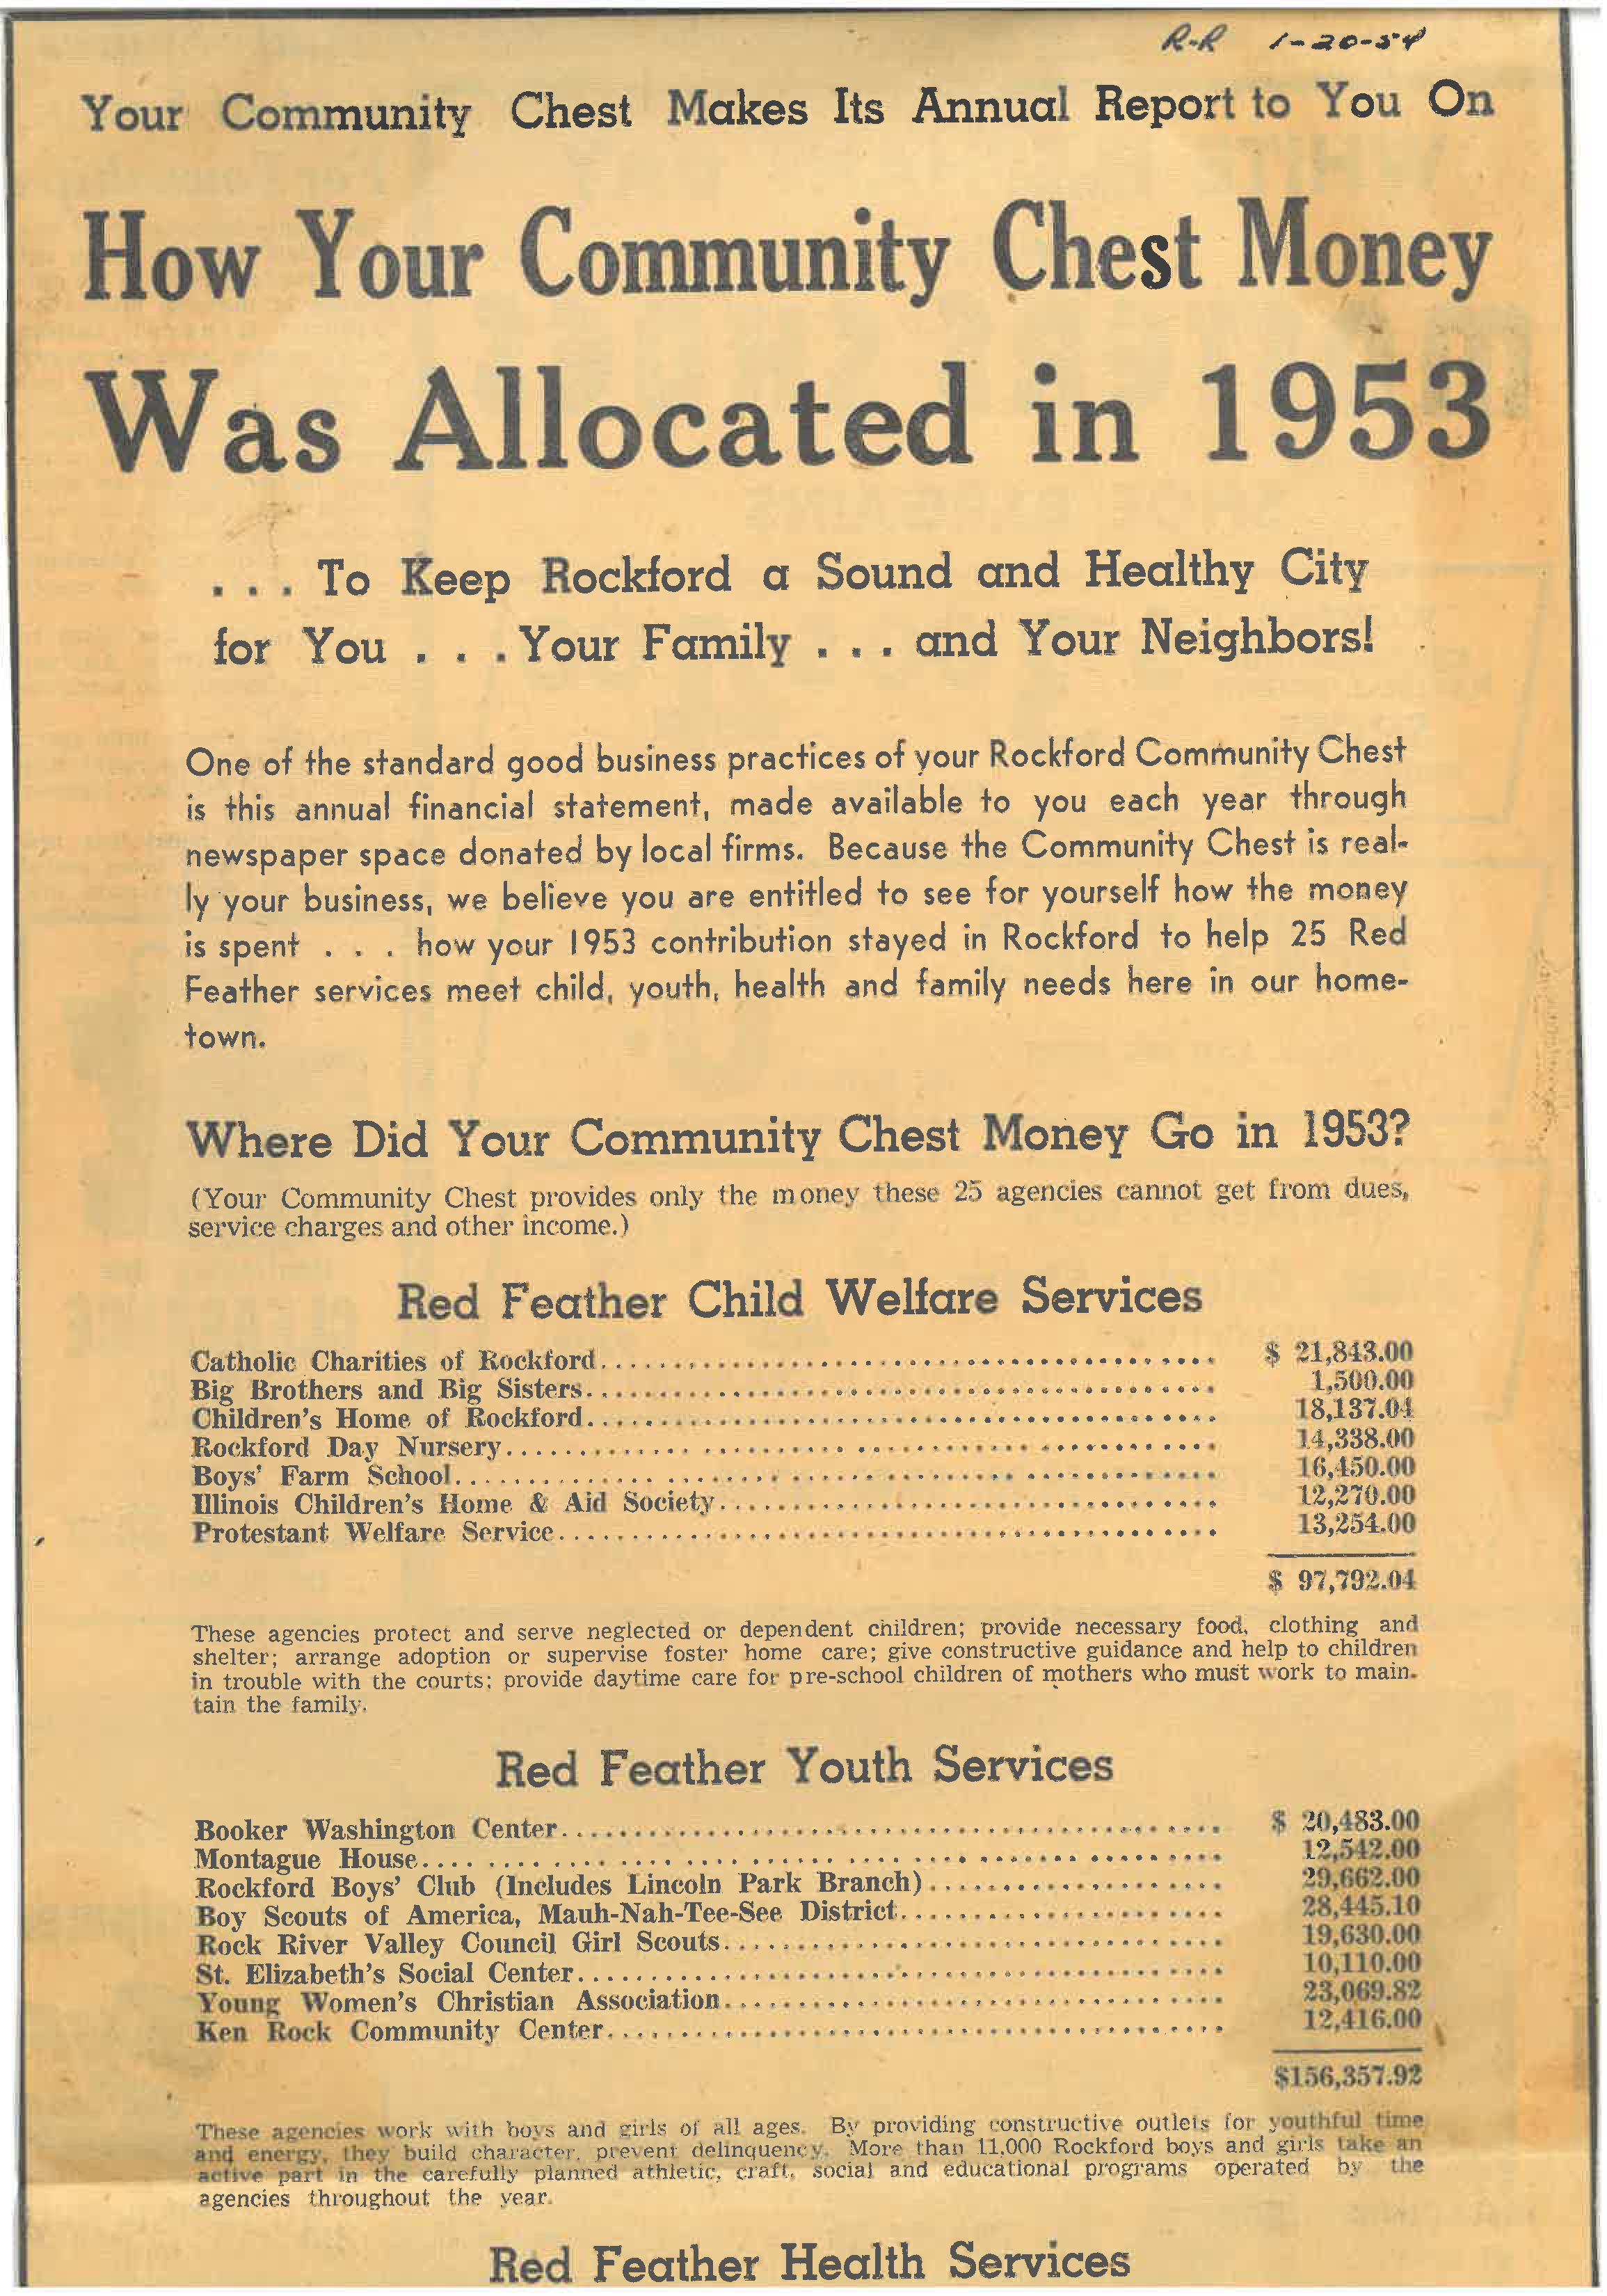 R-R 1-20-54
Your Community Chest Makes Its Annual Report to You On
How Your Community Chest Money
Was Allocated in 1953
. . . To Keep Rockford a Sound and Healthy City
for You . . . Your Family . . . and Your Neighbors!
One of the standard good business practices of your Rockford Community Chest
is this annual financial statement, made available to you each year through
newspaper space donated by local firms. Because the Community Chest is real-
ly your business, we believe you are entitled to see for yourself how the money
is spent . . . how your 1953 contribution stayed in Rockford to help 25 Red
Feather services meet child, youth, health and family needs here in our home-
town.
Where Did Your Community Chest Money Go in 1953?
(Your Community Chest provides only the money these 25 agencies cannot get from dues,
service charges and other income.)
Red Feather Child Welfare Services
Catholic Charities of Rockford........ $ 21,843.00
Big Brothers and Big Sisters........ 1,500.00
Children's Home of Rockford........ 18,137.04
Rockford Day Nursery........ 14,338.00
Boys' Farm School........ 16,450.00
Illinois Children's Home & Aid Society........ 12,270.00
Protestant Welfare Service........ 13,254.00
$ 97,792.04
These agencies protect and serve neglected or dependent children; provide necessary food, clothing and
shelter; arrange adoption or supervise foster home care; give constructive guidance and help to children
in trouble with the courts; provide daytime care for pre-school children of mothers who must work to main-
tain the family.
Red Feather Youth Services
Booker Washington Center........ $ 20,483.00
Montague House........ 12,542.00
Rockford Boys' Club (Includes Lincoln Park Branch)........ 29,662.00
Boy Scouts of America, Mauh-Nah-Tee-See District........ 28,445.10
Rock River Valley Council Girl Scouts........ 19,630.00
St. Elizabeth's Social Center........ 10,110.00
Young Women's Christian Association........ 23,069.82
Ken Rock Community Center........ 12,416.00
$156,357.92
These agencies work with boys and girls of all ages. By providing constructive outlets for youthful time
and energy, they build character, prevent delinquency. More than 11,000 Rockford boys and girls take an
active part in the carefully planned athletic, craft, social and educational programs operated by the
agencies throughout the year.
Red Feather Health Services